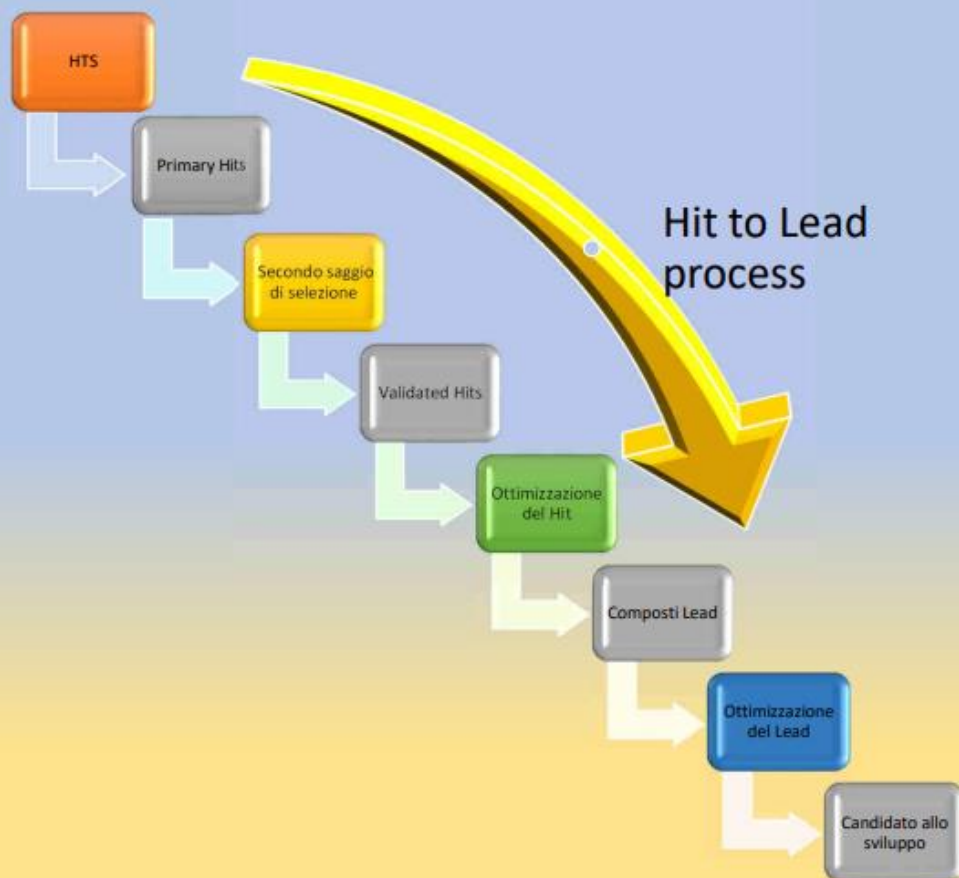 HTS
Primary Hits
Hit to Lead
process
Secondo saggio
di selezione
Validated Hits
Ottimizzazione
del Hit
Composti Lead
Ottimizzazione
del Lead
Candidato allo
sviluppo